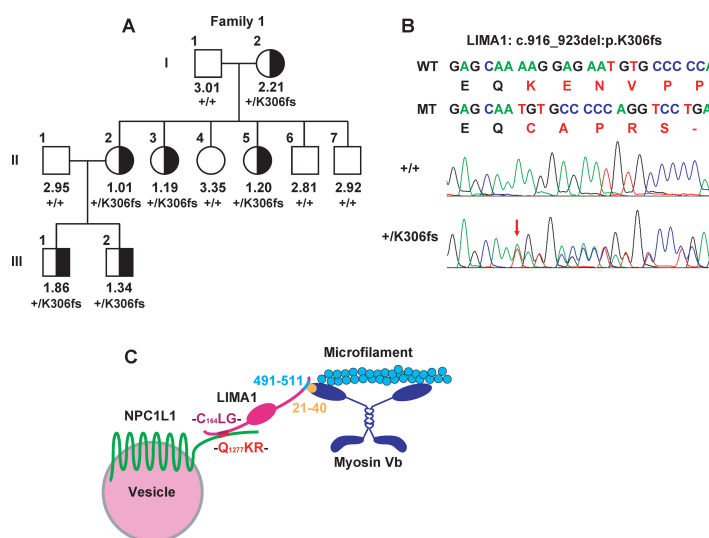 A
Family 1
I
1
2
3.01
2.21
+/+
+/K306fs
II
1
2
3
4
5
6
7
2.95
1.01
1.19
3.35
1.20
2.81
2.92
+/+
+/K306fs
+/K306fs
+/+
+/K306fs
+/+
+/+
III
1
2
1.86
1.34
+/K306fs
+/K306fs
B
LIMA1: c.916_923del:p.K306fs
WT GAG CAA AAG GAG AAT GTG CCC CCA
E Q K E N V P P
MT GAG CAA TGT GCC CCC AGG TCC TGA
E Q C A P R S -
+/+
+/K306fs
C
Microfilament
491-511
LIMA1
21-40
NPC1L1
-C164LG-
-Q1277KR-
Myosin Vb
Vesicle